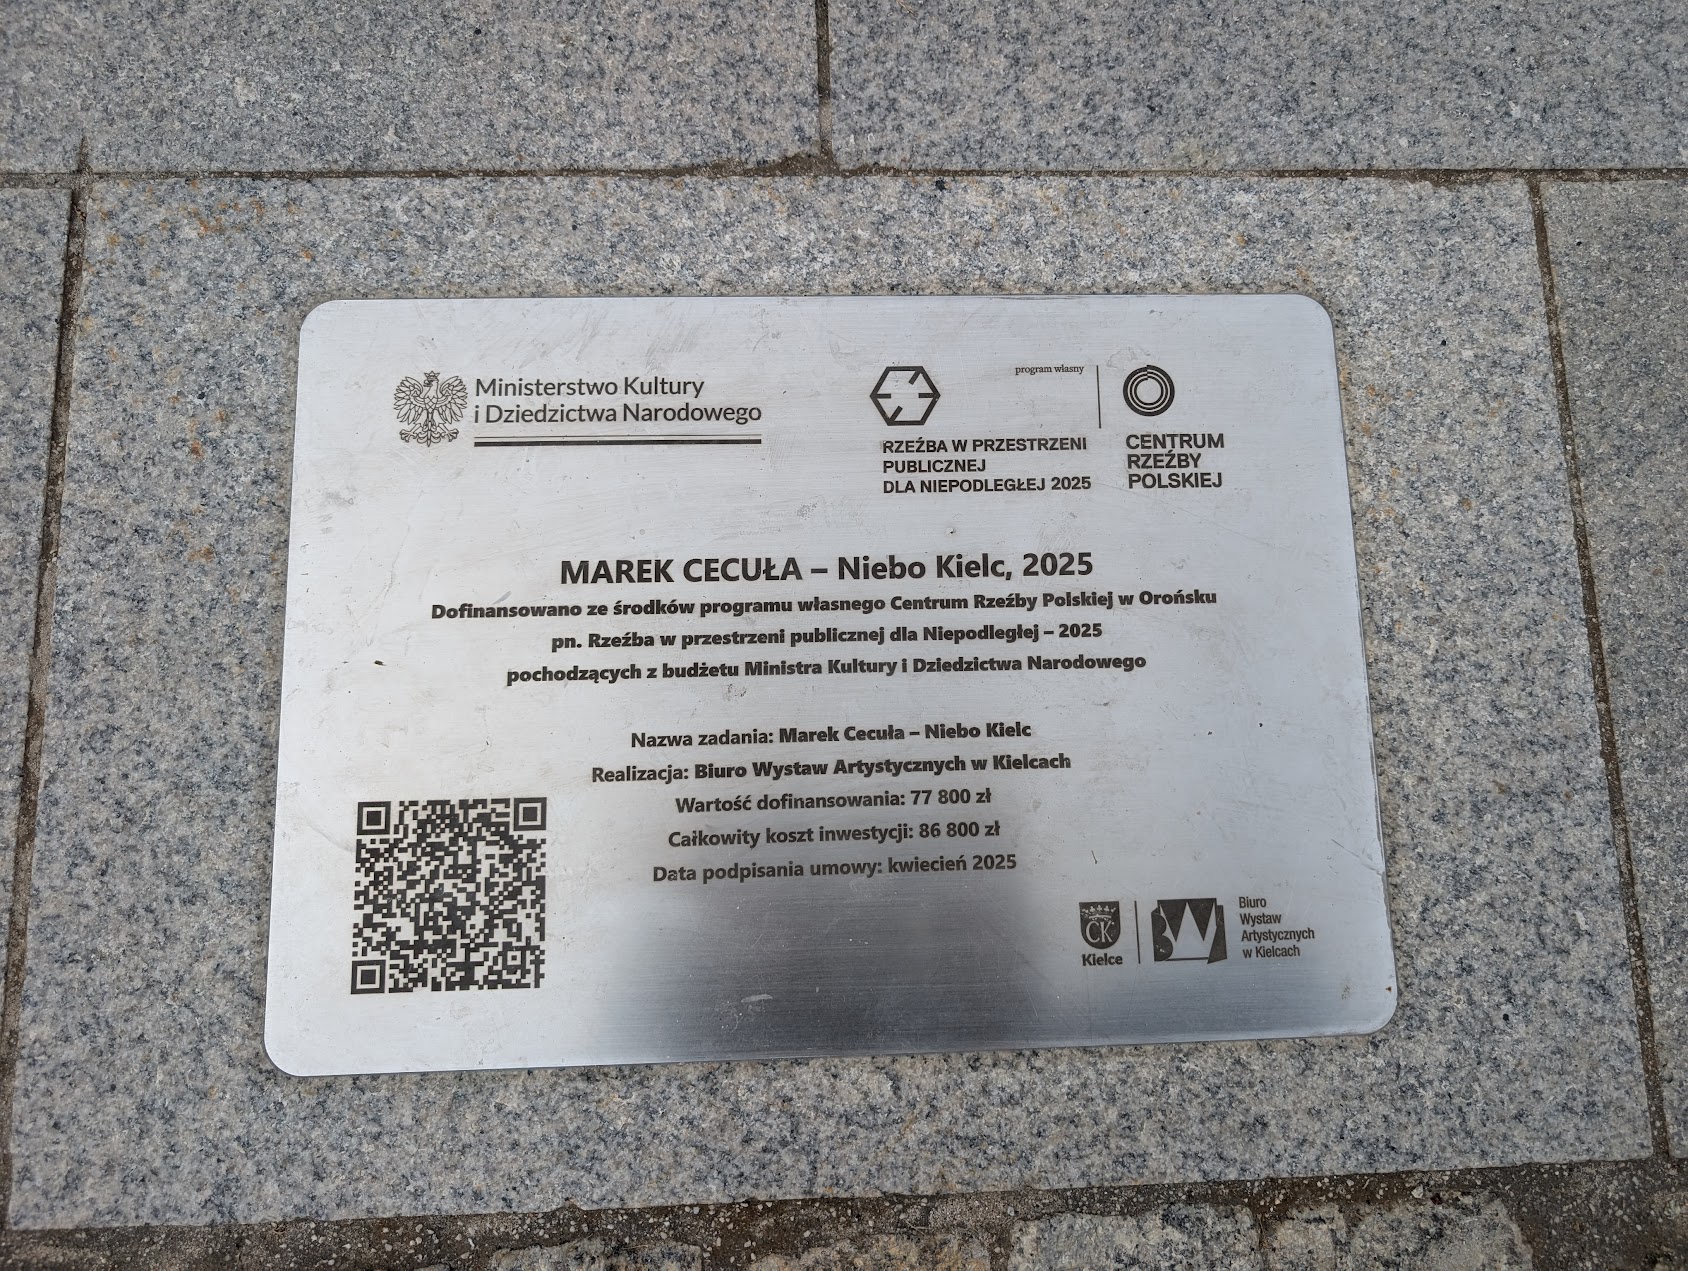 Ministerstwo Kultury
i Dziedzictwa Narodowego
program własny
RZEŹBA W PRZESTRZENI
PUBLICZNEJ
DLA NIEPODLEGŁEJ 2025
CENTRUM
RZEŹBY
POLSKIEJ
MAREK CECUŁA – Niebo Kielc, 2025
Dofinansowano ze środków programu własnego Centrum Rzeźby Polskiej w Orońsku
pn. Rzeźba w przestrzeni publicznej dla Niepodległej – 2025
pochodzących z budżetu Ministra Kultury i Dziedzictwa Narodowego
Nazwa zadania: Marek Cecuła – Niebo Kielc
Realizacja: Biuro Wystaw Artystycznych w Kielcach
Wartość dofinansowania: 77 800 zł
Całkowity koszt inwestycji: 86 800 zł
Data podpisania umowy: kwiecień 2025
CK
Kielce
BW
Biuro
Wystaw
Artystycznych
w Kielcach